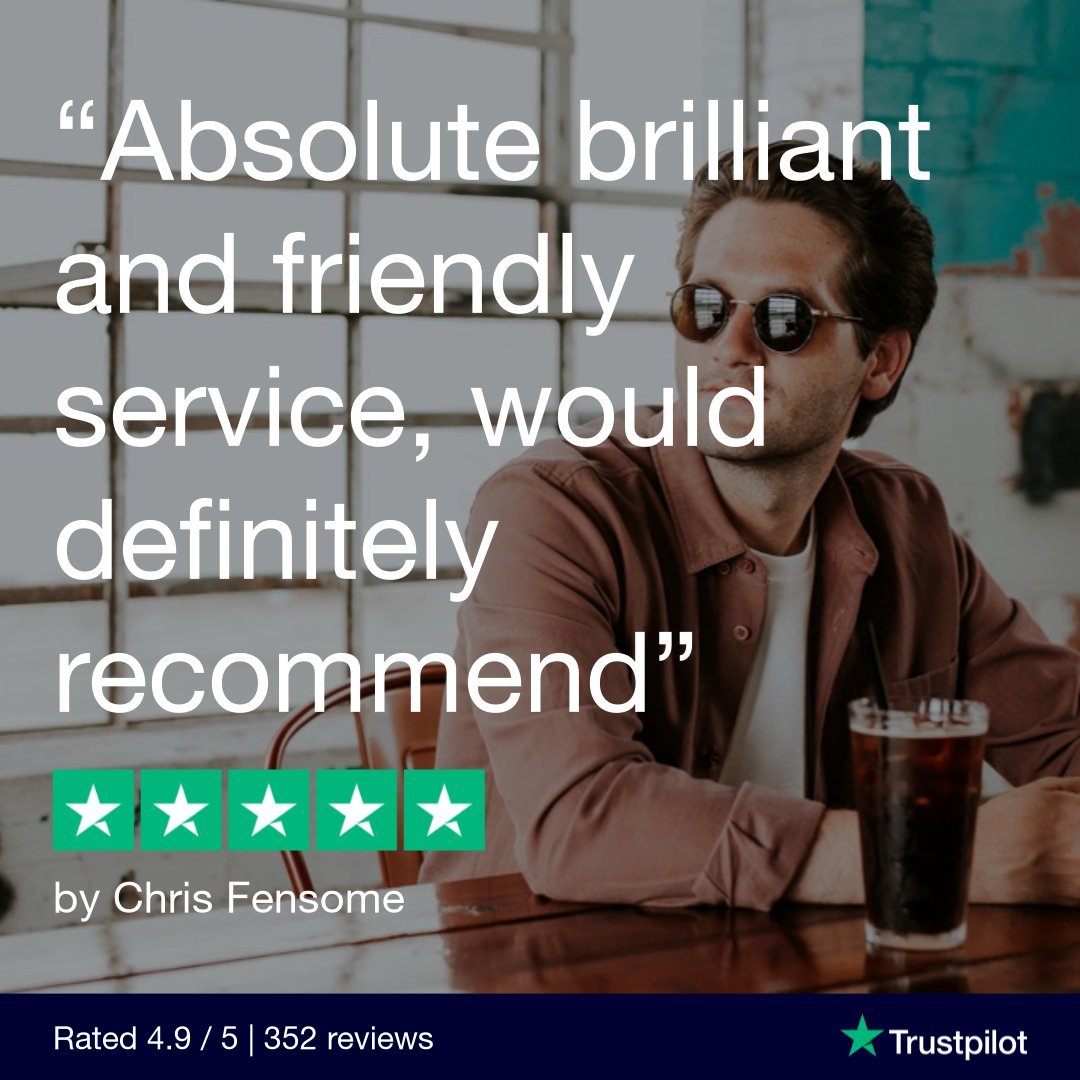 “Absolute brilliant
and friendly
service, would
definitely
recommend”
by Chris Fensome
Rated 4.9 / 5 | 352 reviews
Trustpilot